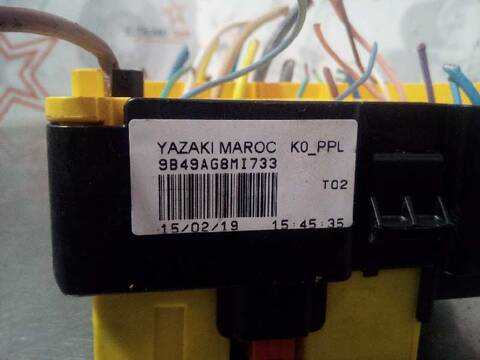 YAZAKI MAROC K0_PPL
9B49AG8MI733
T02
15/02/19 15:45:35